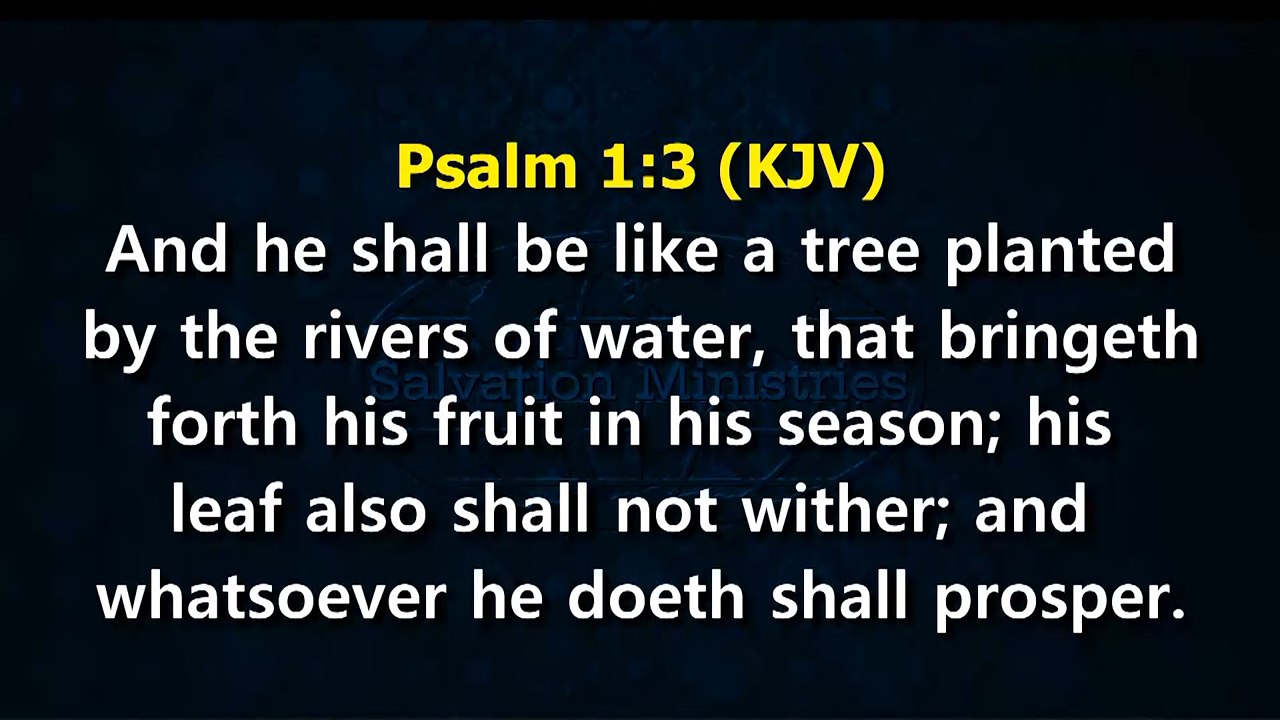 Psalm 1:3 (KJV)
And he shall be like a tree planted
by the rivers of water, that bringeth
Salvation Ministries
forth his fruit in his season; his
leaf also shall not wither; and
whatsoever he doeth shall prosper.